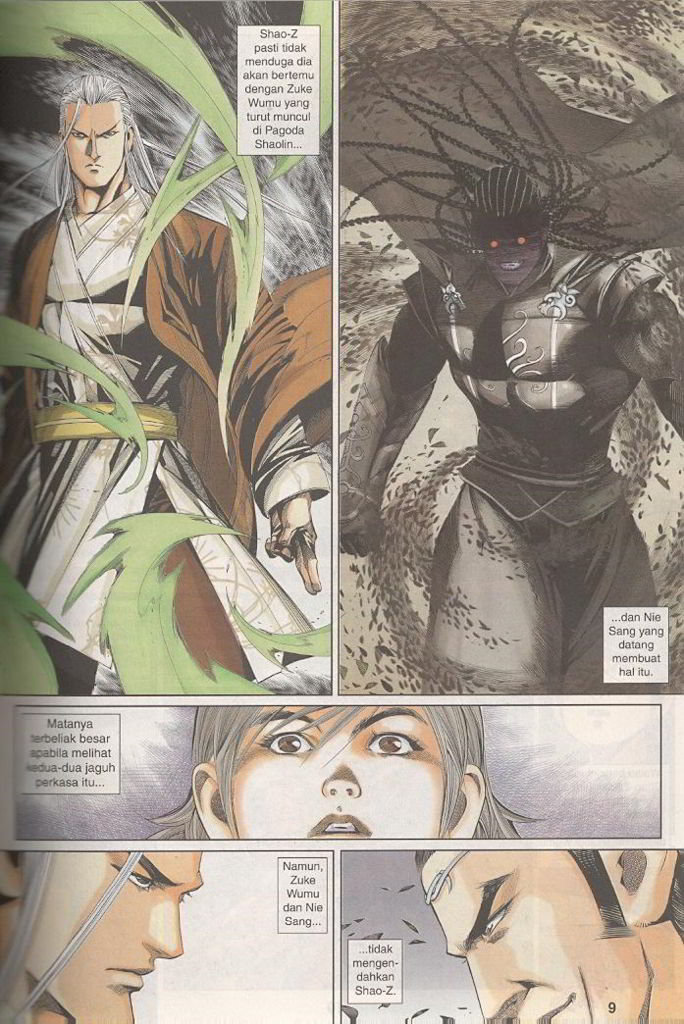 Shao-Z
pasti tidak
menduga dia
akan bertemu
dengan Zuke
Wumu yang
turut muncul
di Pagoda
Shaolin...
...dan Nie
Sang yang
datang
membuat
hal itu.
Matanya
terbeliak besar
apabila melihat
kedua-dua jaguh
perkasa itu...
Namun,
Zuke
Wumu
dan Nie
Sang...
...tidak
mengen-
dahkan
Shao-Z.
9